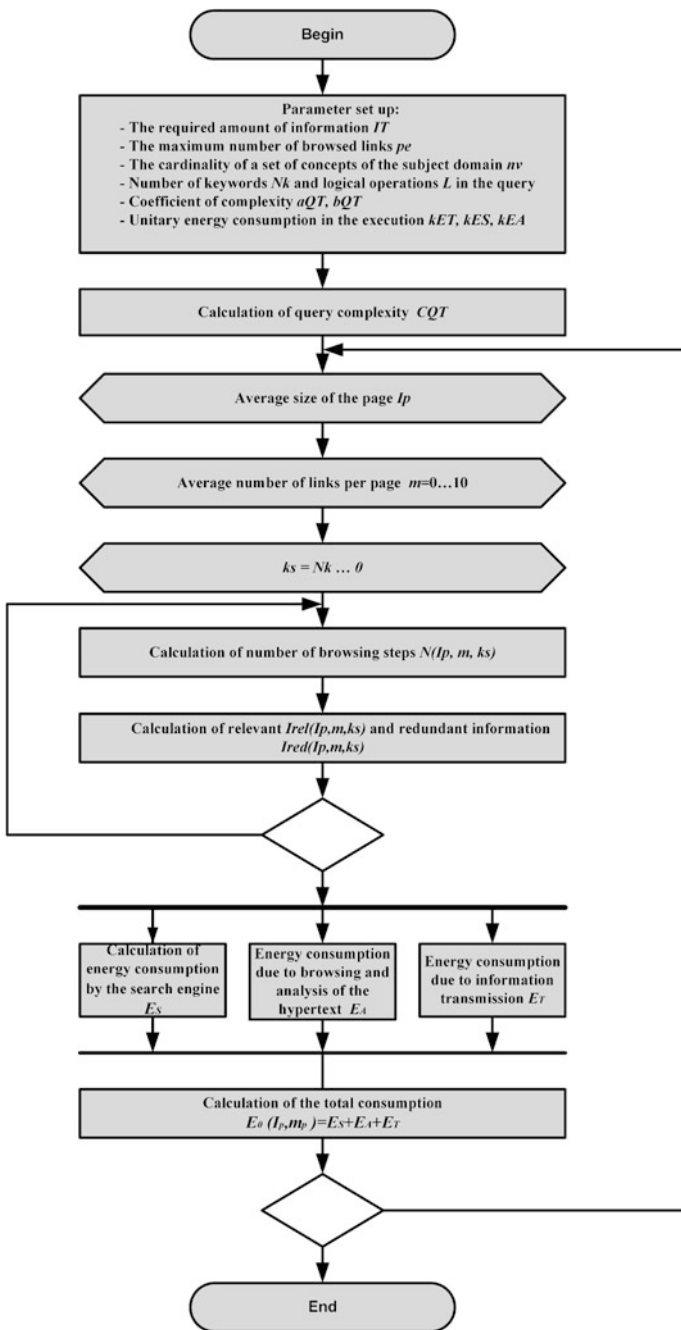 Begin
Parameter set up:
- The required amount of information IT
- The maximum number of browsed links pe
- The cardinality of a set of concepts of the subject domain nv
- Number of keywords Nk and logical operations L in the query
- Coefficient of complexity aQT, bQT
- Unitary energy consumption in the execution kET, kES, kEA
Calculation of query complexity CQT
Average size of the page Ip
Average number of links per page m=0…10
ks = Nk … 0
Calculation of number of browsing steps N(Ip, m, ks)
Calculation of relevant Irel(Ip,m,ks) and redundant information
Ired(Ip,m,ks)
Calculation of
energy consumption
by the search engine
ES
Energy consumption
due to browsing and
analysis of the
hypertext EA
Energy consumption
due to information
transmission ET
Calculation of the total consumption
E0 (Ip,mp )=ES+EA+ET
End